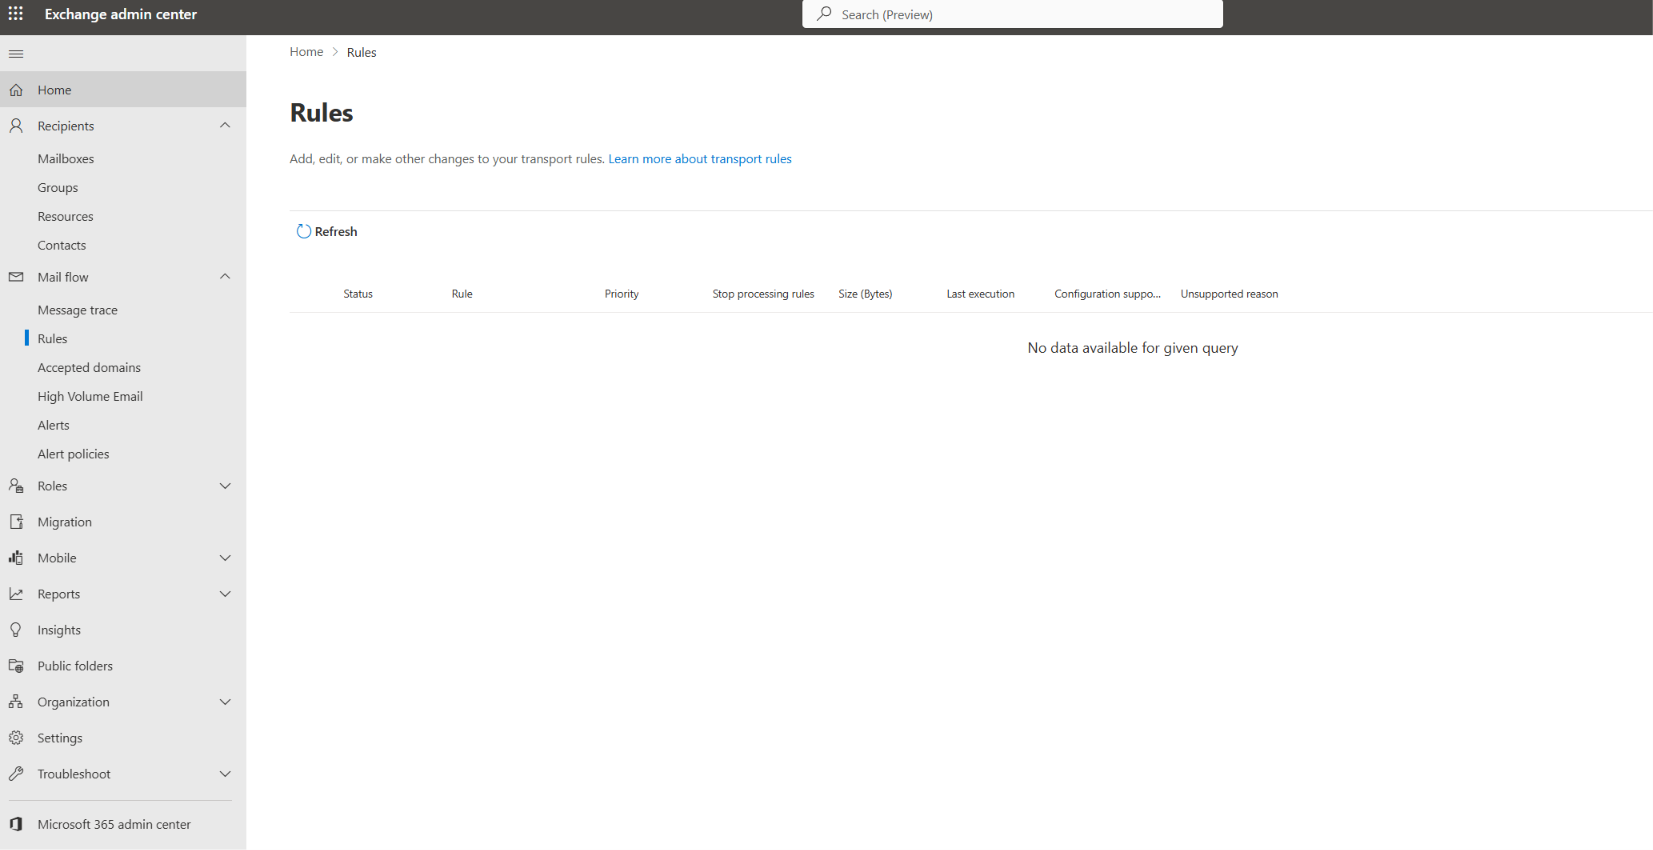 Exchange admin center
Search (Preview)
Home
Recipients
Mailboxes
Groups
Resources
Contacts
Mail flow
Message trace
Rules
Accepted domains
High Volume Email
Alerts
Alert policies
Roles
Migration
Mobile
Reports
Insights
Public folders
Organization
Settings
Troubleshoot
Microsoft 365 admin center
Home > Rules
Rules
Add, edit, or make other changes to your transport rules. Learn more about transport rules
Refresh
Status Rule Priority Stop processing rules Size (Bytes) Last execution Configuration suppo... Unsupported reason
No data available for given query